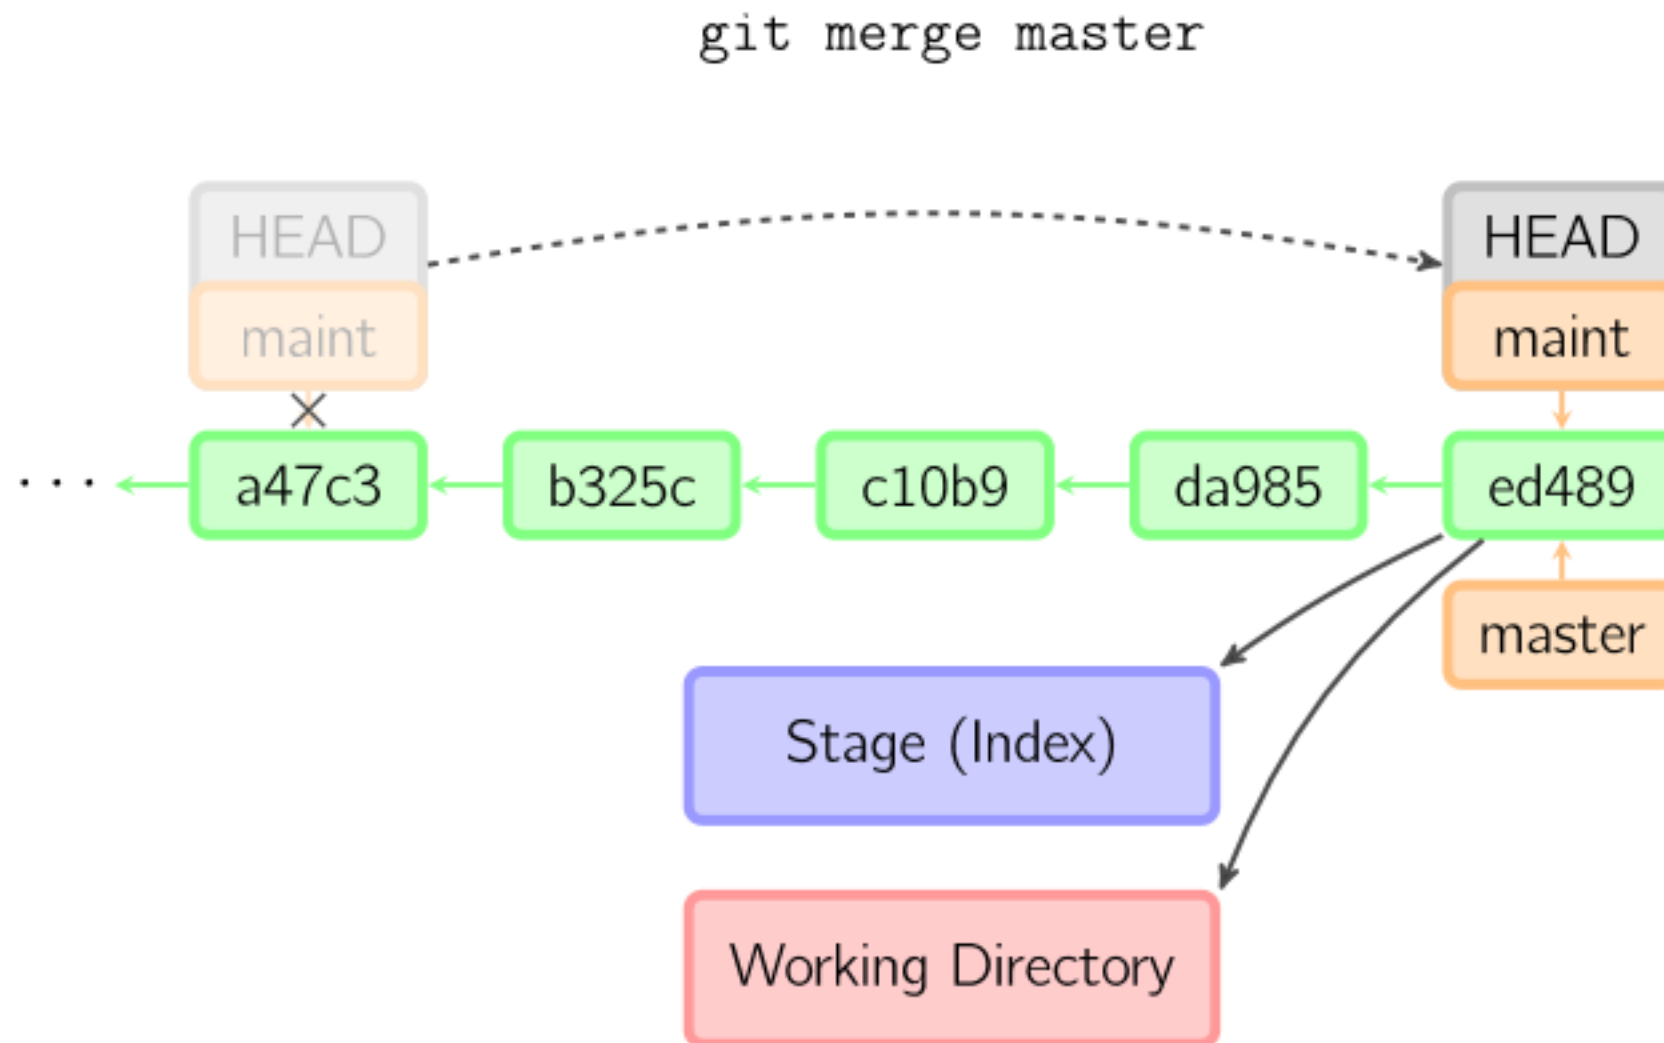 git merge master
HEAD HEAD
maint maint
... a47c3 b325c c10b9 da985 ed489
master
Stage (Index)
Working Directory